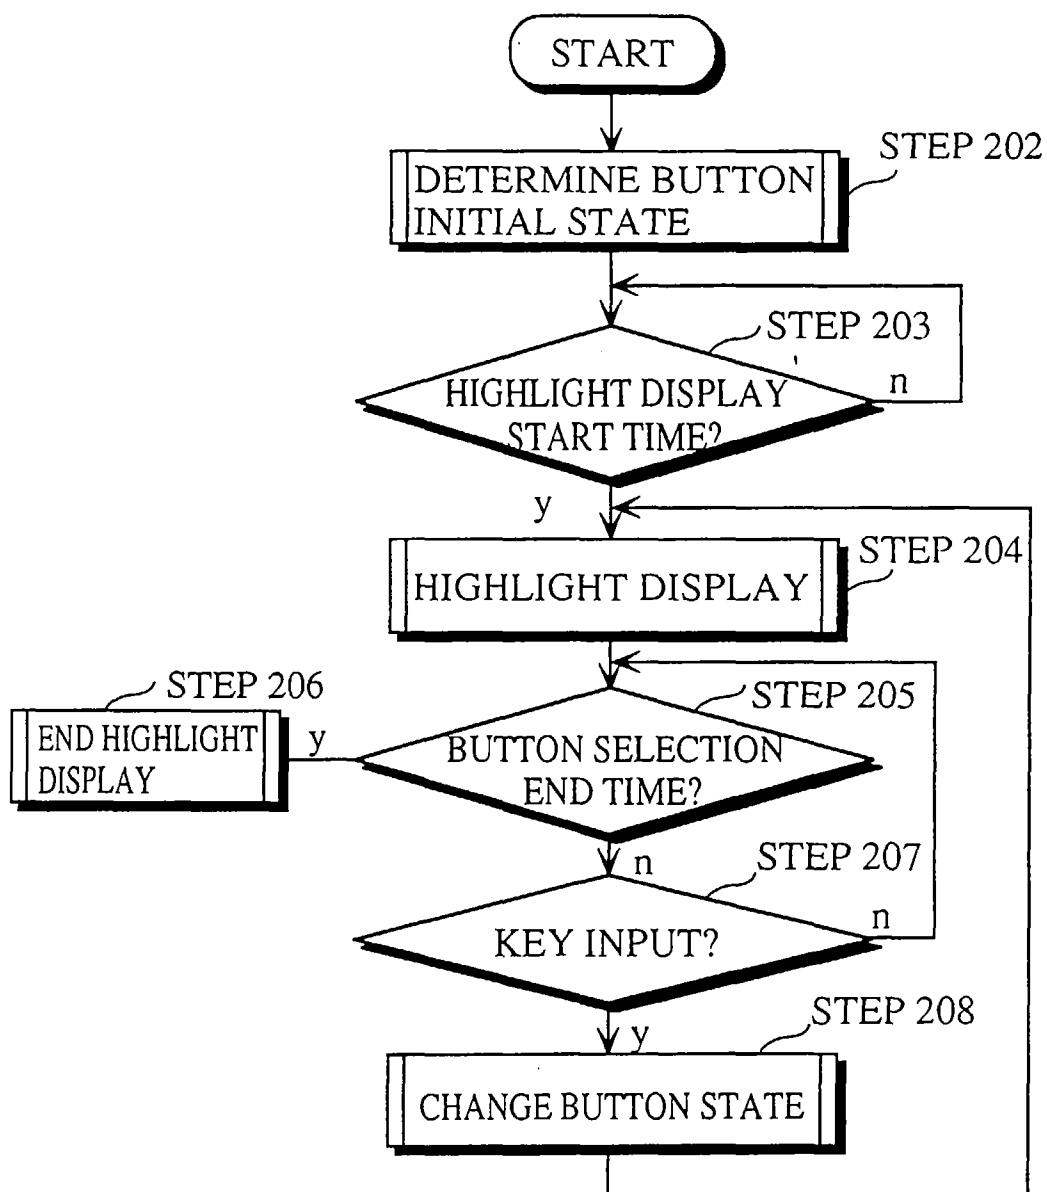 START
STEP 202
DETERMINE BUTTON
INITIAL STATE
STEP 203
n
HIGHLIGHT DISPLAY
START TIME?
y
STEP 204
HIGHLIGHT DISPLAY
STEP 206
STEP 205
END HIGHLIGHT
DISPLAY
y
BUTTON SELECTION
END TIME?
n
STEP 207
n
KEY INPUT?
STEP 208
y
CHANGE BUTTON STATE